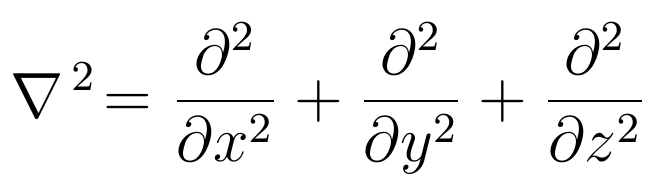 ∇² = ∂²/∂x² + ∂²/∂y² + ∂²/∂z²